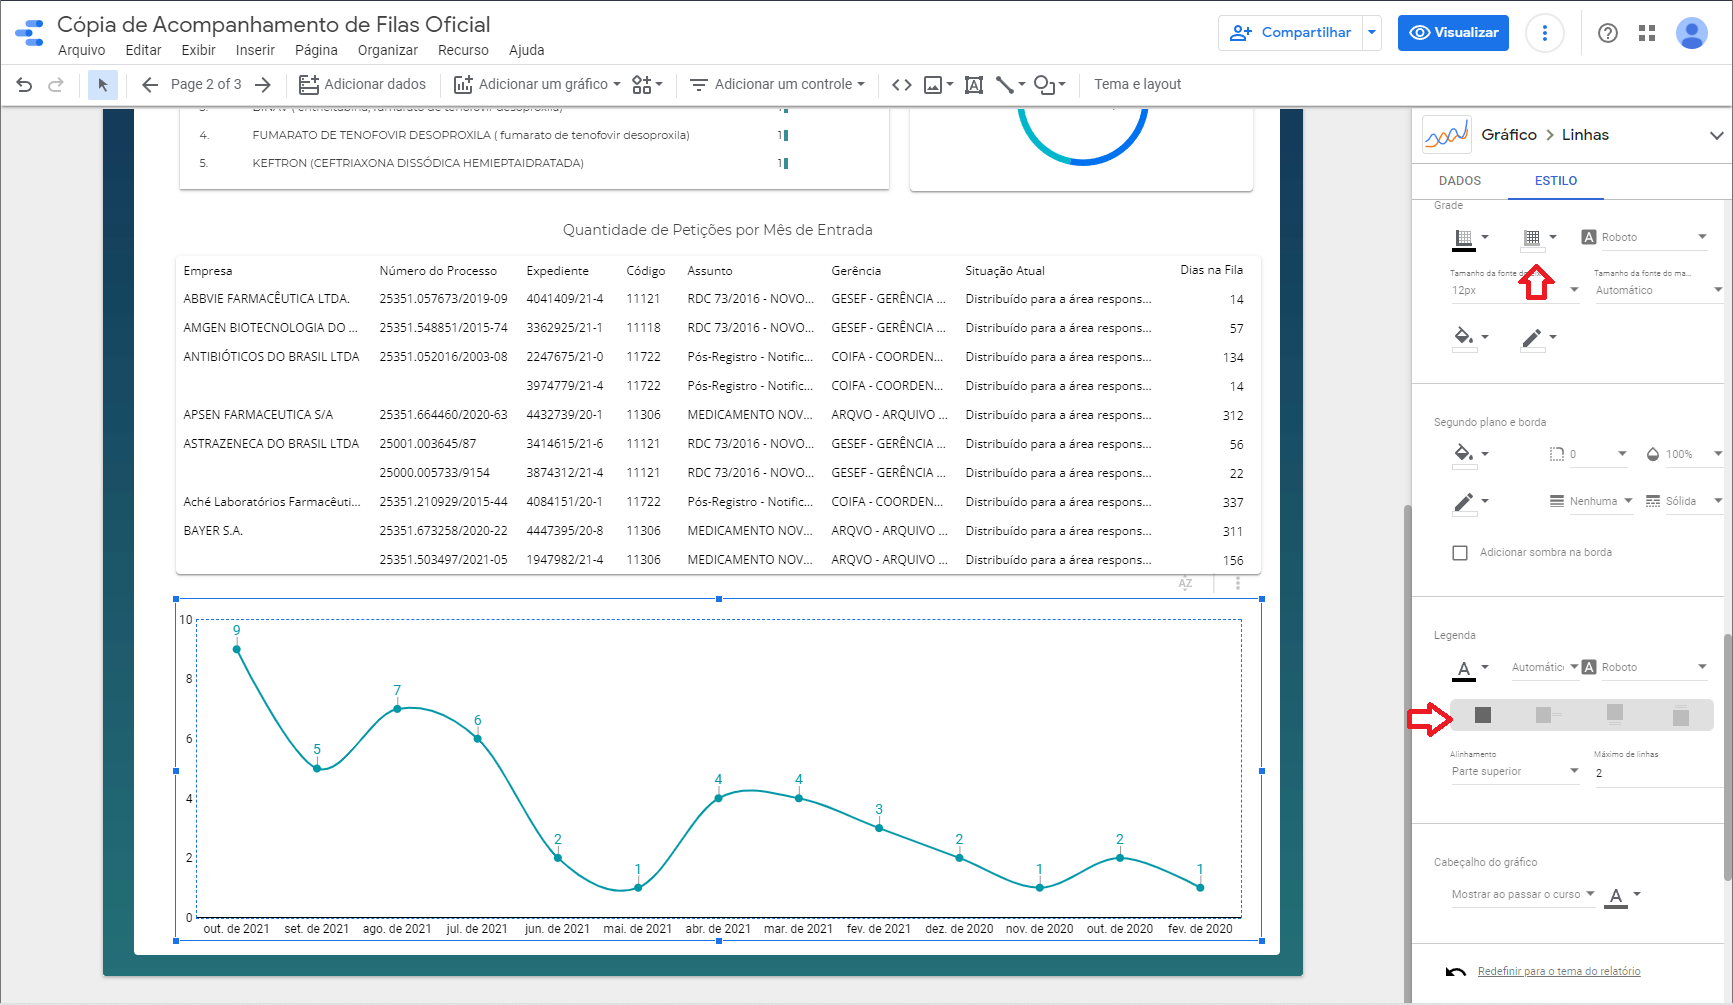 Cópia de Acompanhamento de Filas Oficial
Arquivo Editar Exibir Inserir Página Organizar Recurso Ajuda
Compartilhar
Visualizar
Page 2 of 3
Adicionar dados
Adicionar um gráfico
Adicionar um controle
Tema e layout
4. FUMARATO DE TENOFOVIR DESOPROXILA ( fumarato de tenofovir desoproxila) 1
5. KEFTRON (CEFTRIAXONA DISSÓDICA HEMIEPTAIDRATADA) 1
Quantidade de Petições por Mês de Entrada
Empresa Número do Processo Expediente Código Assunto Gerência Situação Atual Dias na Fila
ABBVIE FARMACÊUTICA LTDA. 25351.057673/2019-09 4041409/21-4 11121 RDC 73/2016 - NOVO... GESEF - GERÊNCIA ... Distribuído para a área respons... 14
AMGEN BIOTECNOLOGIA DO ... 25351.548851/2015-74 3362925/21-1 11118 RDC 73/2016 - NOVO... GESEF - GERÊNCIA ... Distribuído para a área respons... 57
ANTIBIÓTICOS DO BRASIL LTDA 25351.052016/2003-08 2247675/21-0 11722 Pós-Registro - Notific... COIFA - COORDEN... Distribuído para a área respons... 134
3974779/21-4 11722 Pós-Registro - Notific... COIFA - COORDEN... Distribuído para a área respons... 14
APSEN FARMACEUTICA S/A 25351.664460/2020-63 4432739/20-1 11306 MEDICAMENTO NOV... ARQVO - ARQUIVO ... Distribuído para a área respons... 312
ASTRAZENECA DO BRASIL LTDA 25001.003645/87 3414615/21-6 11121 RDC 73/2016 - NOVO... GESEF - GERÊNCIA ... Distribuído para a área respons... 56
25000.005733/9154 3874312/21-4 11121 RDC 73/2016 - NOVO... GESEF - GERÊNCIA ... Distribuído para a área respons... 22
Aché Laboratórios Farmacêuti... 25351.210929/2015-44 4084151/20-1 11722 Pós-Registro - Notific... COIFA - COORDEN... Distribuído para a área respons... 337
BAYER S.A. 25351.673258/2020-22 4447395/20-8 11306 MEDICAMENTO NOV... ARQVO - ARQUIVO ... Distribuído para a área respons... 311
25351.503497/2021-05 1947982/21-4 11306 MEDICAMENTO NOV... ARQVO - ARQUIVO ... Distribuído para a área respons... 156
AZ
10
8
6
4
2
0
9 5 7 6 2 1 4 4 3 2 1 2 1
out. de 2021 set. de 2021 ago. de 2021 jul. de 2021 jun. de 2021 mai. de 2021 abr. de 2021 mar. de 2021 fev. de 2021 dez. de 2020 nov. de 2020 out. de 2020 fev. de 2020
Gráfico > Linhas
DADOS ESTILO
Grade
A Roboto
Tamanho da fonte do Tamanho da fonte do ma...
12px Automático
Segundo plano e borda
0 100%
Nenhuma Sólida
Adicionar sombra na borda
Legenda
A Automátic A Roboto
Alinhamento Máximo de linhas
Parte superior 2
Cabeçalho do gráfico
Mostrar ao passar o curso A
Redefinir para o tema do relatório